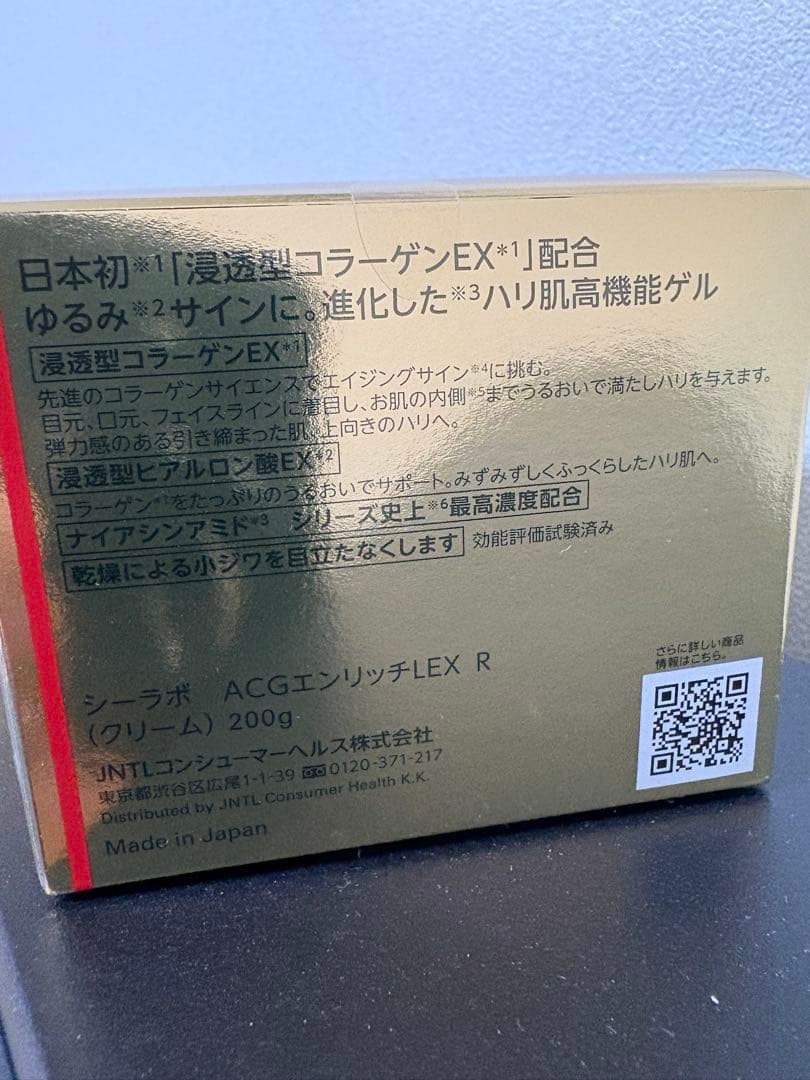 日本初※1「浸透型コラーゲンEX*1」配合
ゆるみ※2サインに。進化した※3ハリ肌高機能ゲル
浸透型コラーゲンEX*1
先進のコラーゲンサイエンスでエイジングサイン※4に挑む。
目元、口元、フェイスラインに着目し、お肌の内側※5までうるおいで満たしハリを与えます。
弾力感のある引き締まった肌、上向きのハリへ。
浸透型ヒアルロン酸EX*2
コラーゲン*1をたっぷりのうるおいでサポート。みずみずしくふっくらしたハリ肌へ。
ナイアシンアミド*3 シリーズ史上※6最高濃度配合
乾燥による小ジワを目立たなくします 効能評価試験済み
さらに詳しい商品
情報はこちら。
シーラボ ACGエンリッチLEX R
（クリーム）200g
JNTLコンシューマーヘルス株式会社
東京都渋谷区広尾1-1-39 0120-371-217
Distributed by JNTL Consumer Health K.K.
Made in Japan